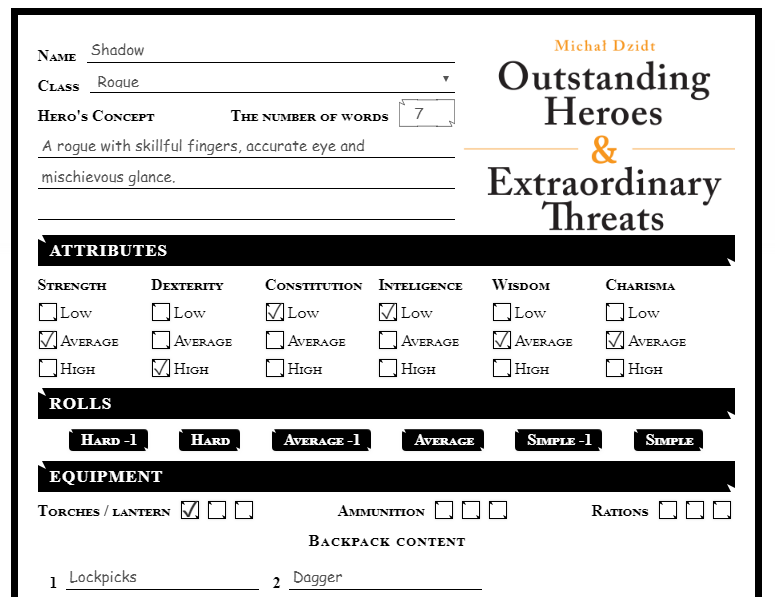 Name Shadow
Class Rogue
Hero's Concept The number of words 7
A rogue with skillful fingers, accurate eye and
mischievous glance.
Michał Dzidt
Outstanding
Heroes
&
Extraordinary
Threats
ATTRIBUTES
Strength Dexterity Constitution Inteligence Wisdom Charisma
Low Low Low Low Low Low
Average Average Average Average Average Average
High High High High High High
ROLLS
Hard -1 Hard Average -1 Average Simple -1 Simple
EQUIPMENT
Torches / lantern Ammunition Rations
Backpack content
1 Lockpicks 2 Dagger